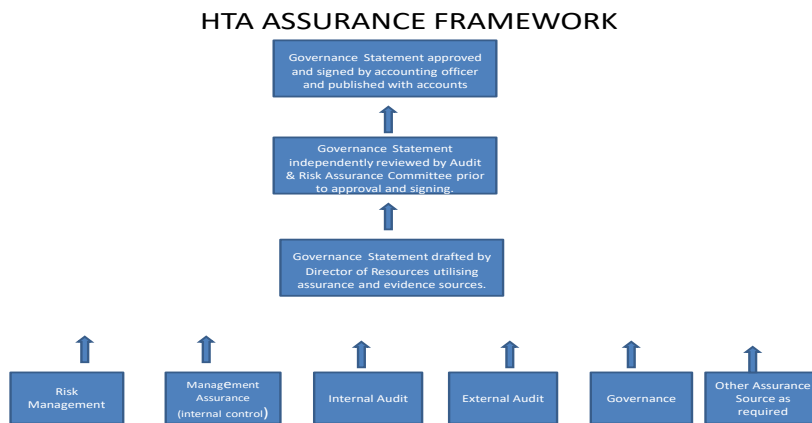 HTA ASSURANCE FRAMEWORK
Governance Statement approved
and signed by accounting officer
and published with accounts
Governance Statement
independently reviewed by Audit
& Risk Assurance Committee prior
to approval and signing.
Governance Statement drafted by
Director of Resources utilising
assurance and evidence sources.
Risk
Management
Management
Assurance
(internal control)
Internal Audit
External Audit
Governance
Other Assurance
Source as
required